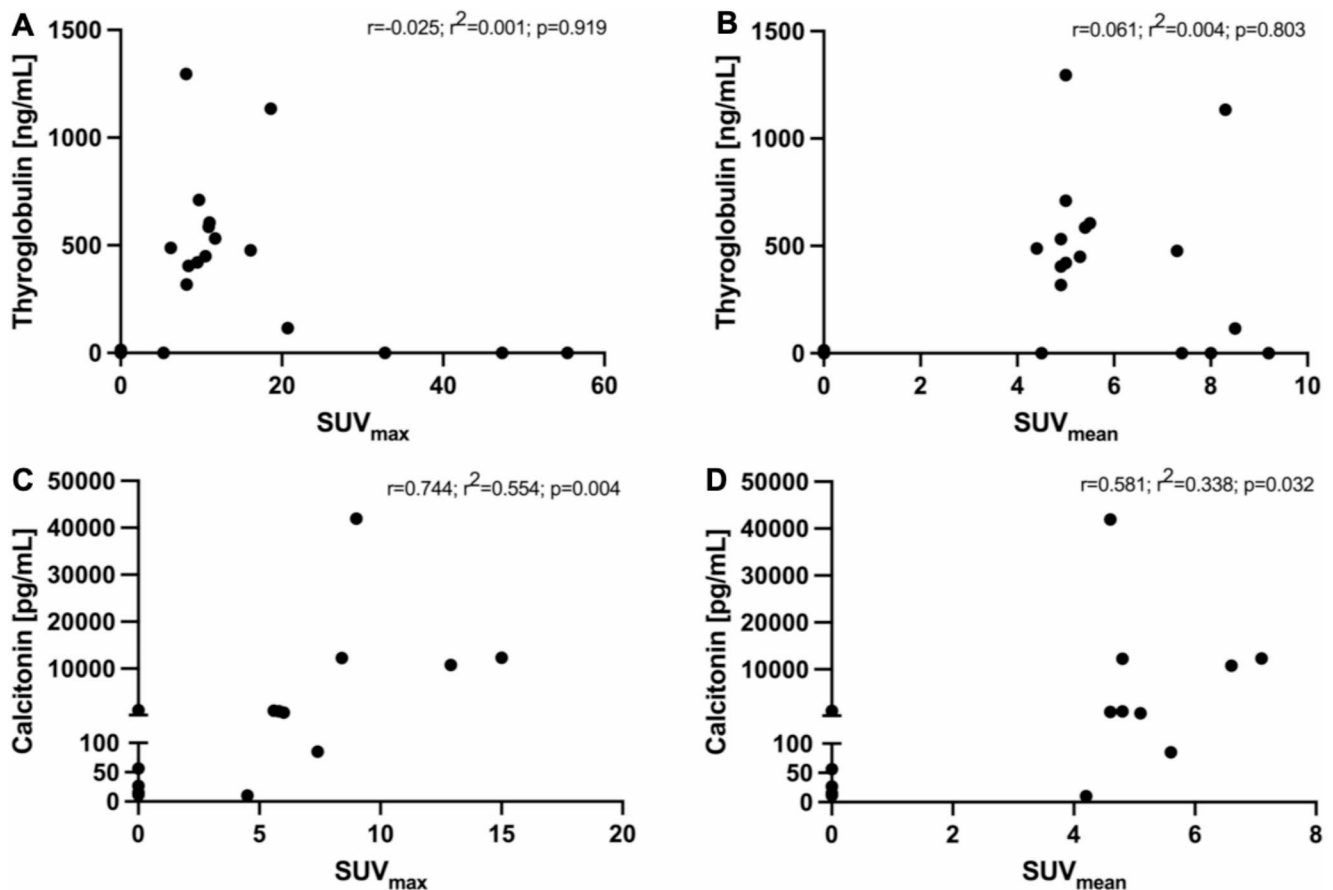 A
r=-0.025; r²=0.001; p=0.919
Thyroglobulin [ng/mL]
1500
1000
500
0
0 20 40 60
SUVmax
B
r=0.061; r²=0.004; p=0.803
Thyroglobulin [ng/mL]
1500
1000
500
0
0 2 4 6 8 10
SUVmean
C
r=0.744; r²=0.554; p=0.004
Calcitonin [pg/mL]
50000
40000
30000
20000
10000
100
50
0
0 5 10 15 20
SUVmax
D
r=0.581; r²=0.338; p=0.032
Calcitonin [pg/mL]
50000
40000
30000
20000
10000
100
50
0
0 2 4 6 8
SUVmean